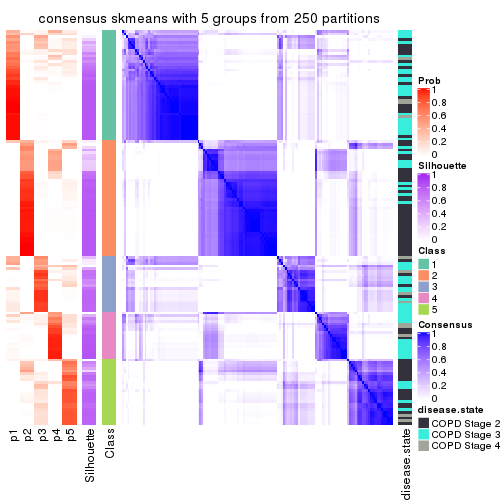 consensus skmeans with 5 groups from 250 partitions
Prob
1
0.8
0.6
0.4
0.2
0
Silhouette
1
0.8
0.6
0.4
0.2
0
Class
1
2
3
4
5
Consensus
1
0.8
0.6
0.4
0.2
0
disease.state
COPD Stage 2
COPD Stage 3
COPD Stage 4
p1
p2
p3
p4
p5
Silhouette
Class
disease.state